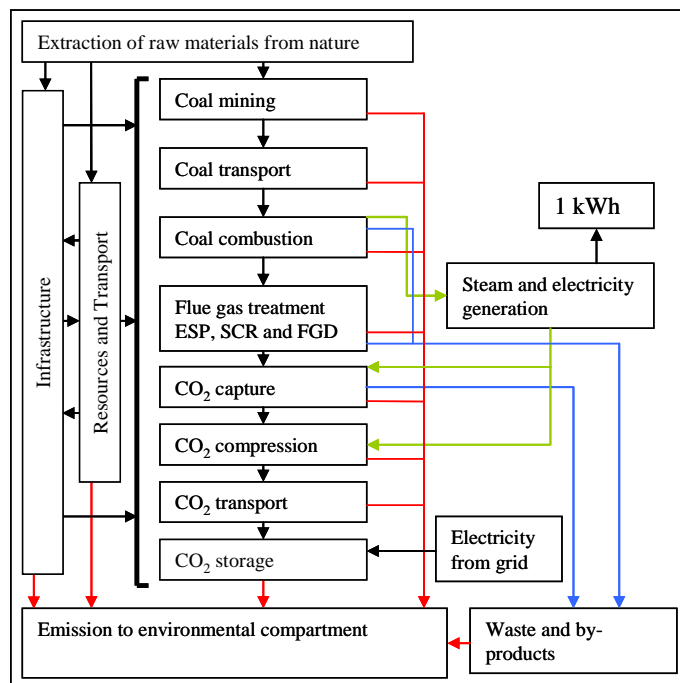 Extraction of raw materials from nature
Infrastructure
Resources and Transport
Coal mining
Coal transport
Coal combustion
Flue gas treatment
ESP, SCR and FGD
CO₂ capture
CO₂ compression
CO₂ transport
CO₂ storage
1 kWh
Steam and electricity
generation
Electricity
from grid
Emission to environmental compartment
Waste and by-
products